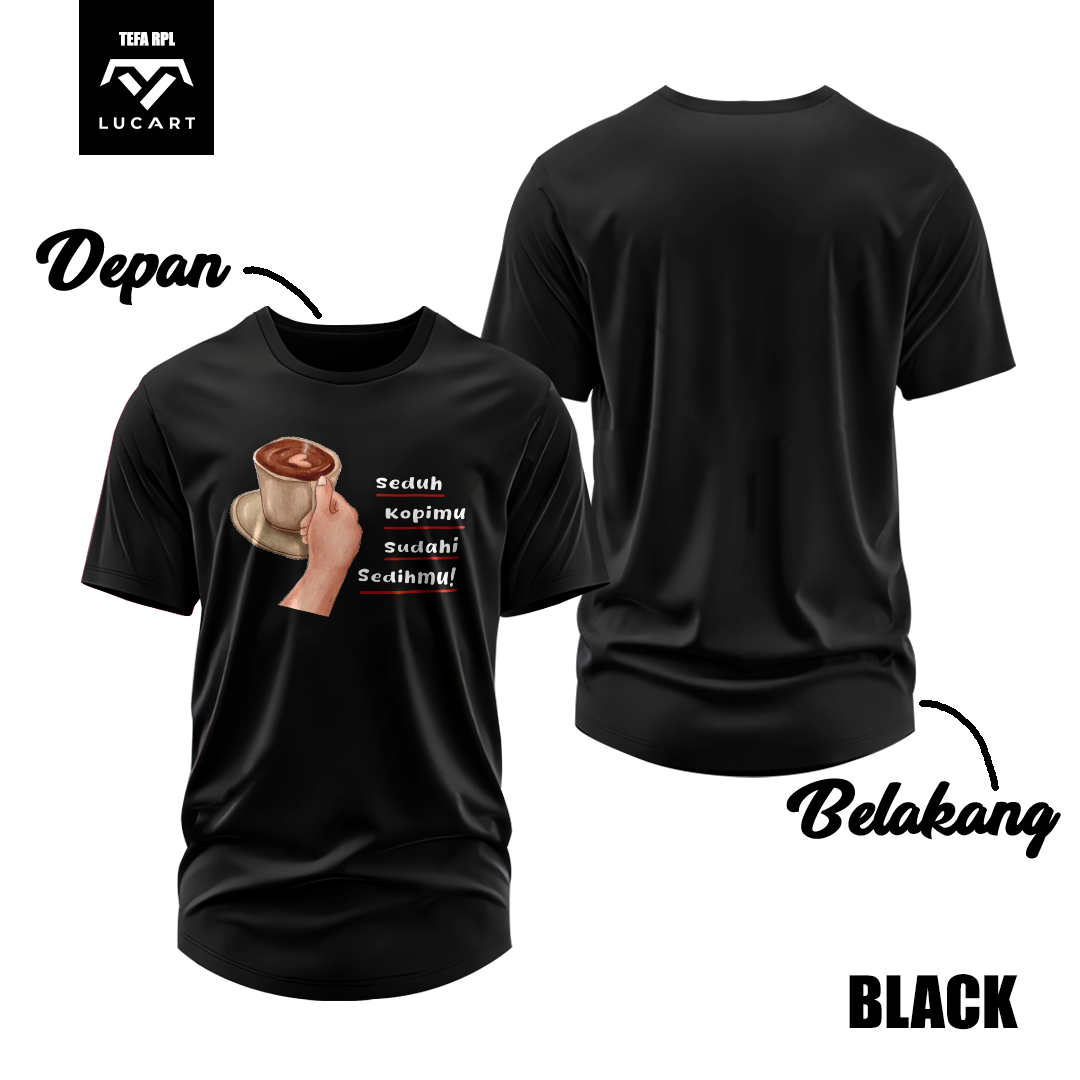 TEFA RPL
LUCART
Depan
Seduh
Kopimu
Sudahi
Sedihmu!
Belakang
BLACK